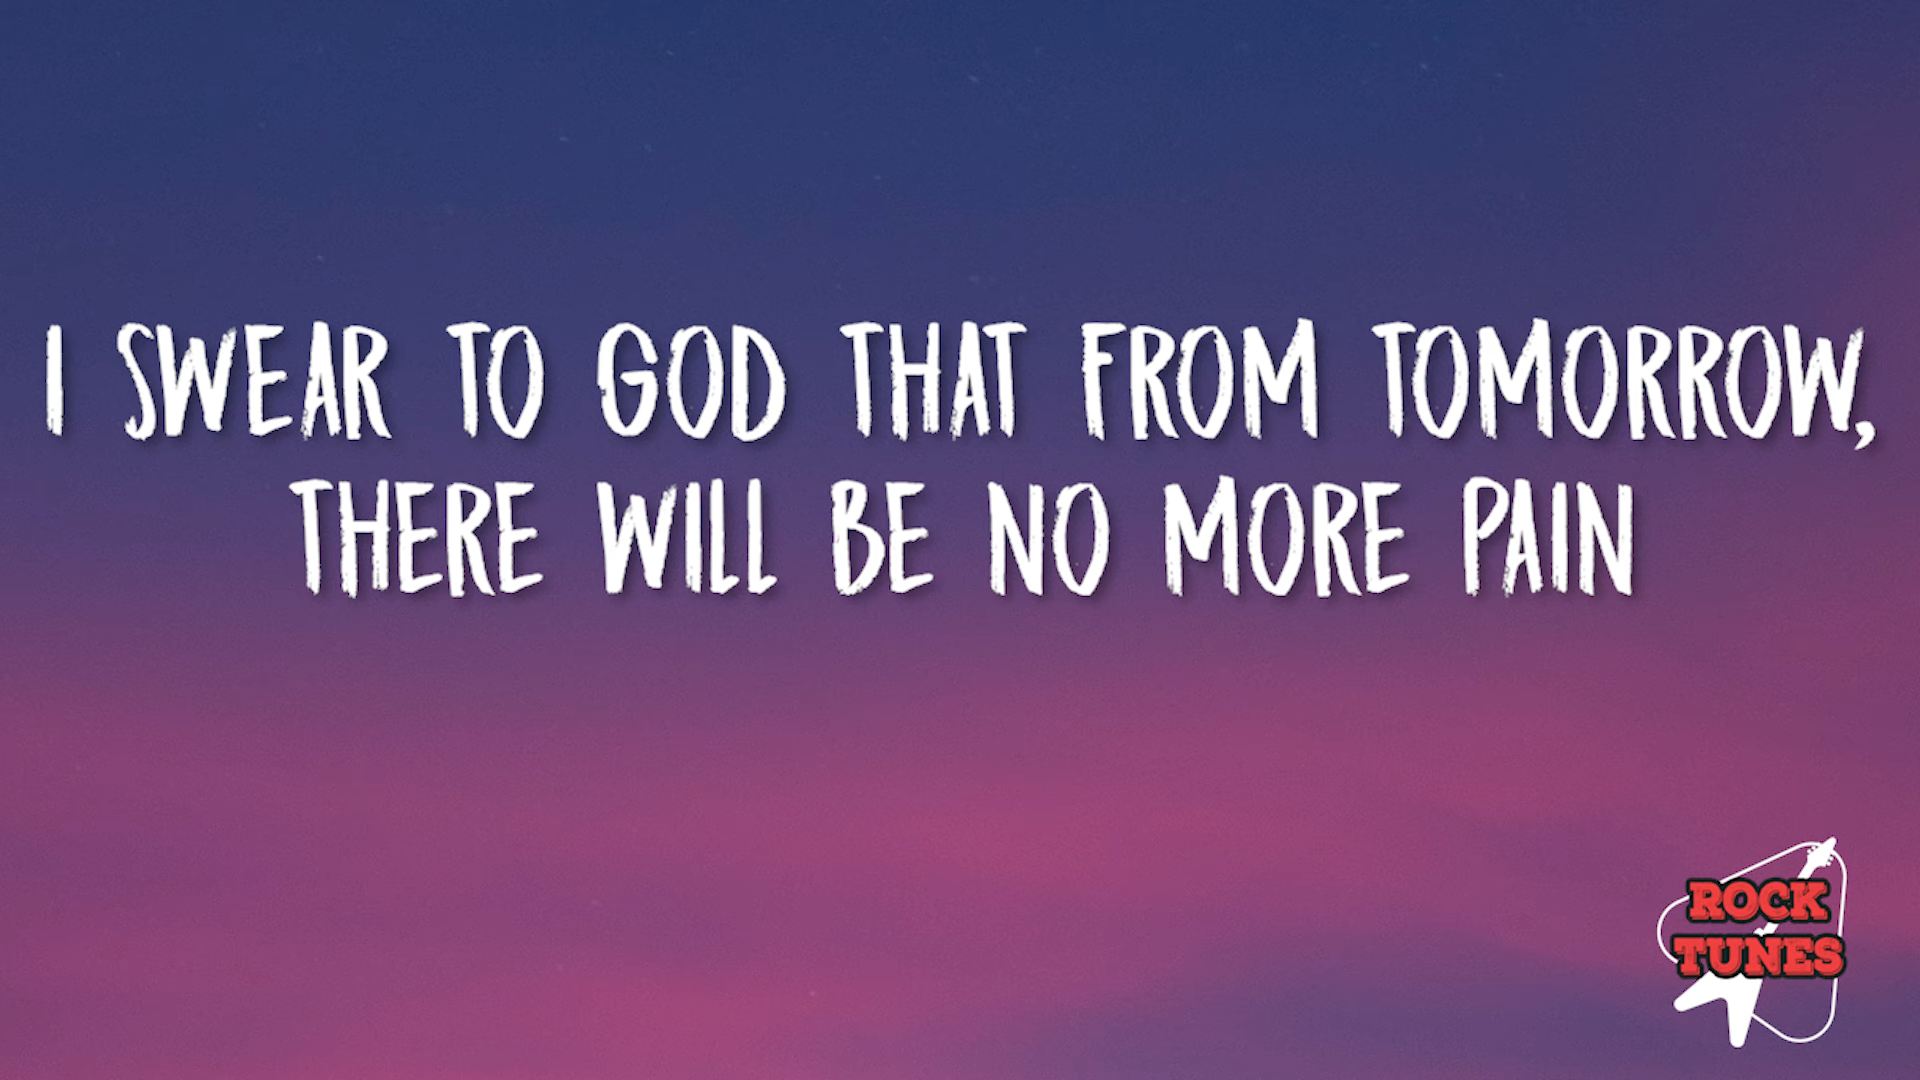 I SWEAR TO GOD THAT FROM TOMORROW,
THERE WILL BE NO MORE PAIN
ROCK
TUNES